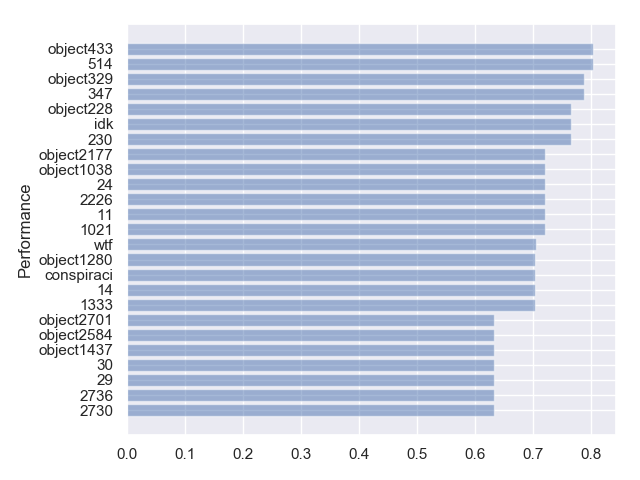 object433
514
object329
347
object228
idk
230
object2177
object1038
24
2226
11
1021
wtf
object1280
conspiraci
14
1333
object2701
object2584
object1437
30
29
2736
2730
Performance
0.0 0.1 0.2 0.3 0.4 0.5 0.6 0.7 0.8